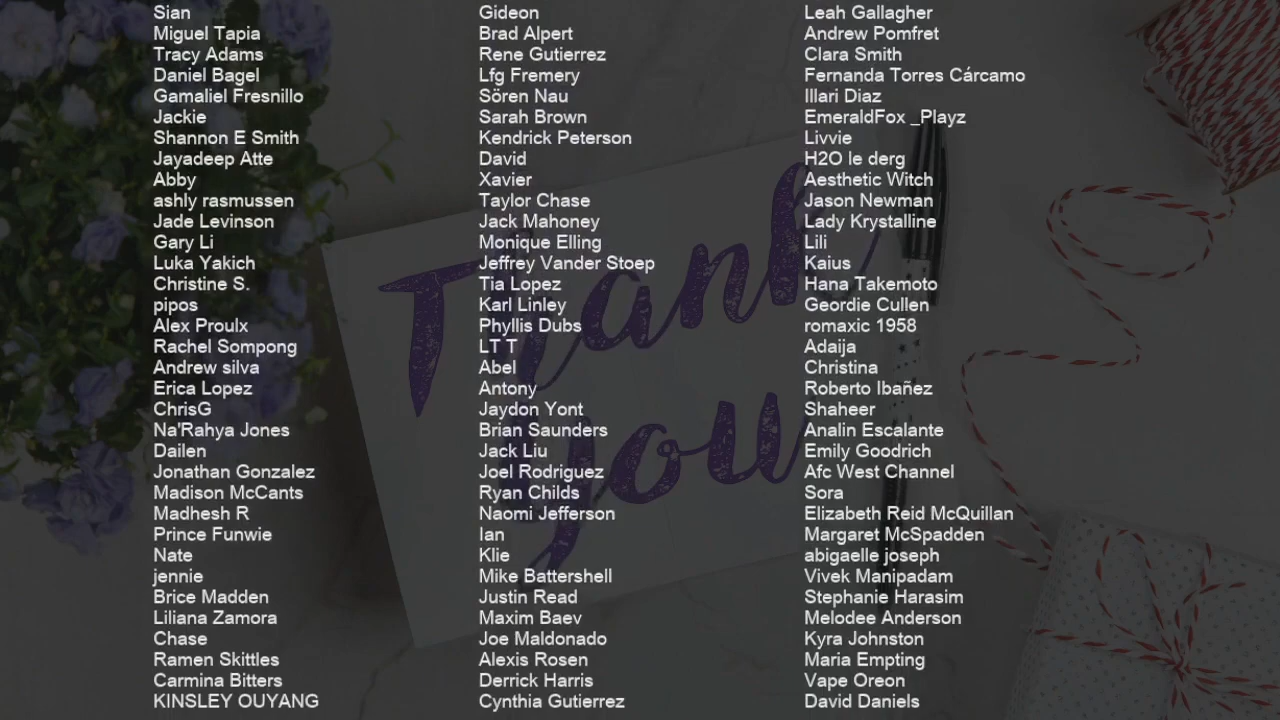 Sian
Miguel Tapia
Tracy Adams
Daniel Bagel
Gamaliel Fresnillo
Jackie
Shannon E Smith
Jayadeep Atte
Abby
ashly rasmussen
Jade Levinson
Gary Li
Luka Yakich
Christine S.
pipos
Alex Proulx
Rachel Sompong
Andrew silva
Erica Lopez
ChrisG
Na'Rahya Jones
Dailen
Jonathan Gonzalez
Madison McCants
Madhesh R
Prince Funwie
Nate
jennie
Brice Madden
Liliana Zamora
Chase
Ramen Skittles
Carmina Bitters
KINSLEY OUYANG
Gideon
Brad Alpert
Rene Gutierrez
Lfg Fremery
Sören Nau
Sarah Brown
Kendrick Peterson
David
Xavier
Taylor Chase
Jack Mahoney
Monique Elling
Jeffrey Vander Stoep
Tia Lopez
Karl Linley
Phyllis Dubs
LT T
Abel
Antony
Jaydon Yont
Brian Saunders
Jack Liu
Joel Rodriguez
Ryan Childs
Naomi Jefferson
Ian
Klie
Mike Battershell
Justin Read
Maxim Baev
Joe Maldonado
Alexis Rosen
Derrick Harris
Cynthia Gutierrez
Leah Gallagher
Andrew Pomfret
Clara Smith
Fernanda Torres Cárcamo
Illari Diaz
EmeraldFox _Playz
Livvie
H2O le derg
Aesthetic Witch
Jason Newman
Lady Krystalline
Lili
Kaius
Hana Takemoto
Geordie Cullen
romaxic 1958
Adaija
Christina
Roberto Ibañez
Shaheer
Analin Escalante
Emily Goodrich
Afc West Channel
Sora
Elizabeth Reid McQuillan
Margaret McSpadden
abigaelle joseph
Vivek Manipadam
Stephanie Harasim
Melodee Anderson
Kyra Johnston
Maria Empting
Vape Oreon
David Daniels
Thank
you